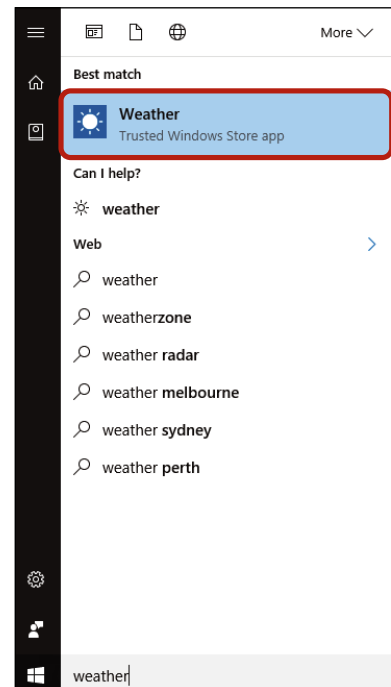 More
Best match
Weather
Trusted Windows Store app
Can I help?
weather
Web
weather
weatherzone
weather radar
weather melbourne
weather sydney
weather perth
weather